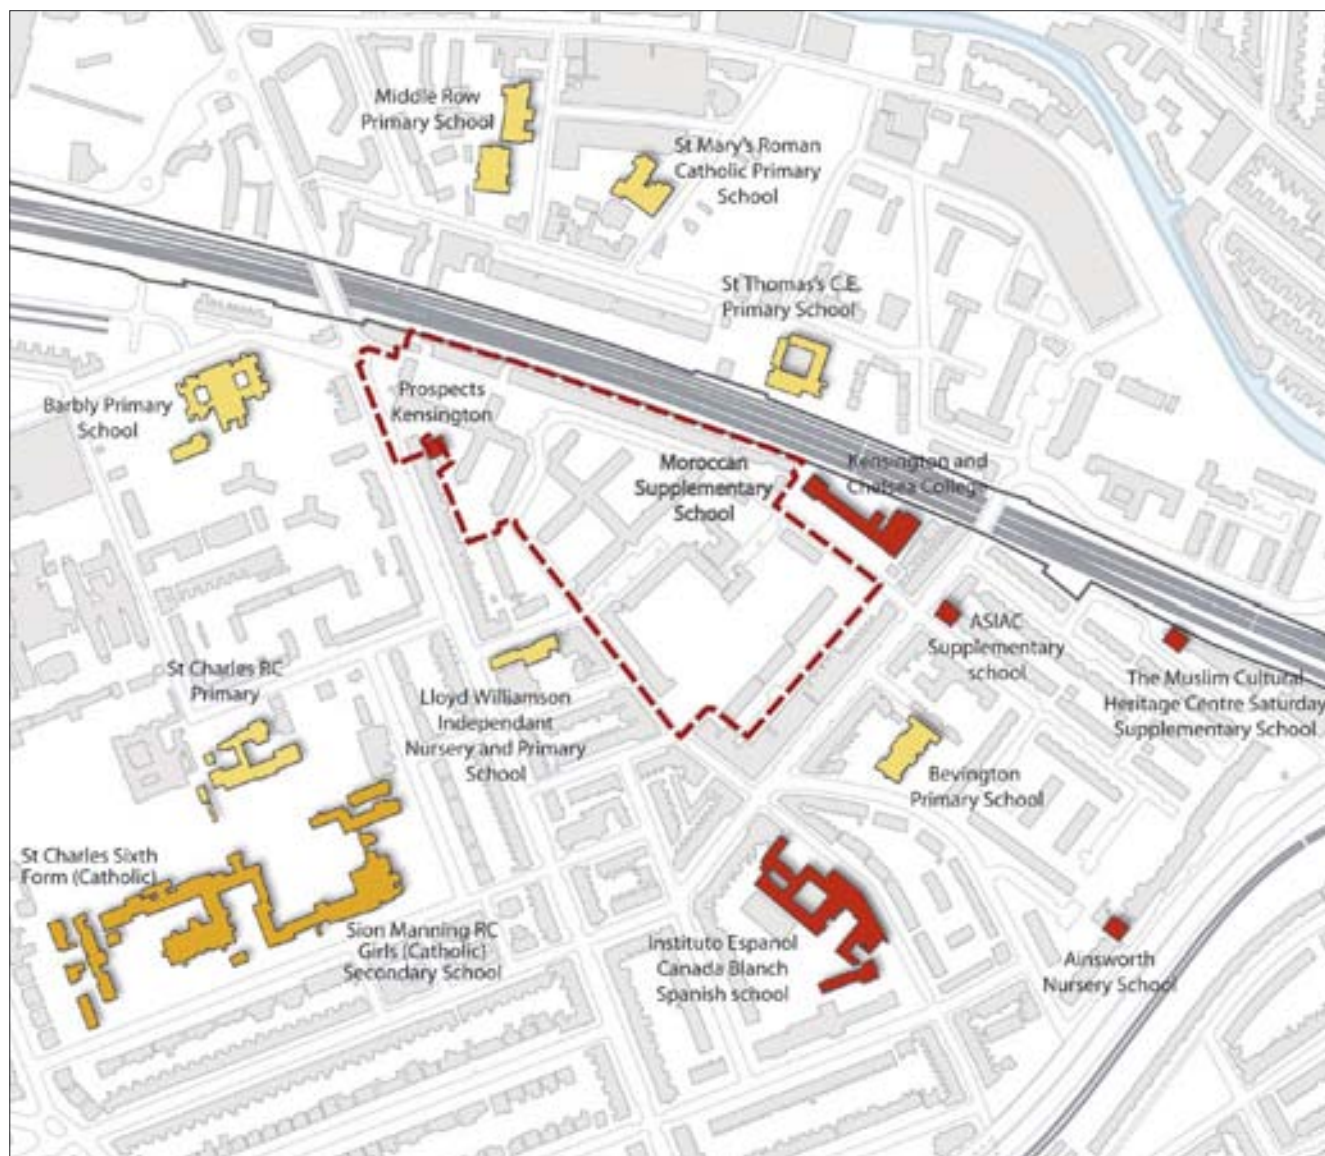 Middle Row
Primary School
St Mary's Roman
Catholic Primary
School
St Thomas's C.E.
Primary School
Barbly Primary
School
Prospects
Kensington
Moroccan
Supplementary
School
Kensington and
Chelsea College
ASIAC
Supplementary
school
The Muslim Cultural
Heritage Centre Saturday
Supplementary School
St Charles RC
Primary
Lloyd Williamson
Independant
Nursery and Primary
School
Bevington
Primary School
St Charles Sixth
Form (Catholic)
Sion Manning RC
Girls (Catholic)
Secondary School
Instituto Espanol
Canada Blanch
Spanish school
Ainsworth
Nursery School